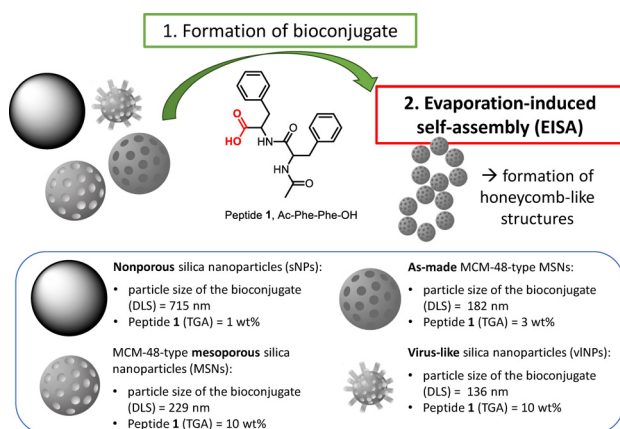 1. Formation of bioconjugate
2. Evaporation-induced
self-assembly (EISA)
→ formation of
honeycomb-like
structures
O
HO
N
H
O
NH
O
Peptide 1, Ac-Phe-Phe-OH
Nonporous silica nanoparticles (sNPs):
• particle size of the bioconjugate
(DLS) = 715 nm
• Peptide 1 (TGA) = 1 wt%
MCM-48-type mesoporous silica
nanoparticles (MSNs):
• particle size of the bioconjugate
(DLS) = 229 nm
• Peptide 1 (TGA) = 10 wt%
As-made MCM-48-type MSNs:
• particle size of the bioconjugate
(DLS) = 182 nm
• Peptide 1 (TGA) = 3 wt%
Virus-like silica nanoparticles (vlNPs):
• particle size of the bioconjugate
(DLS) = 136 nm
• Peptide 1 (TGA) = 10 wt%